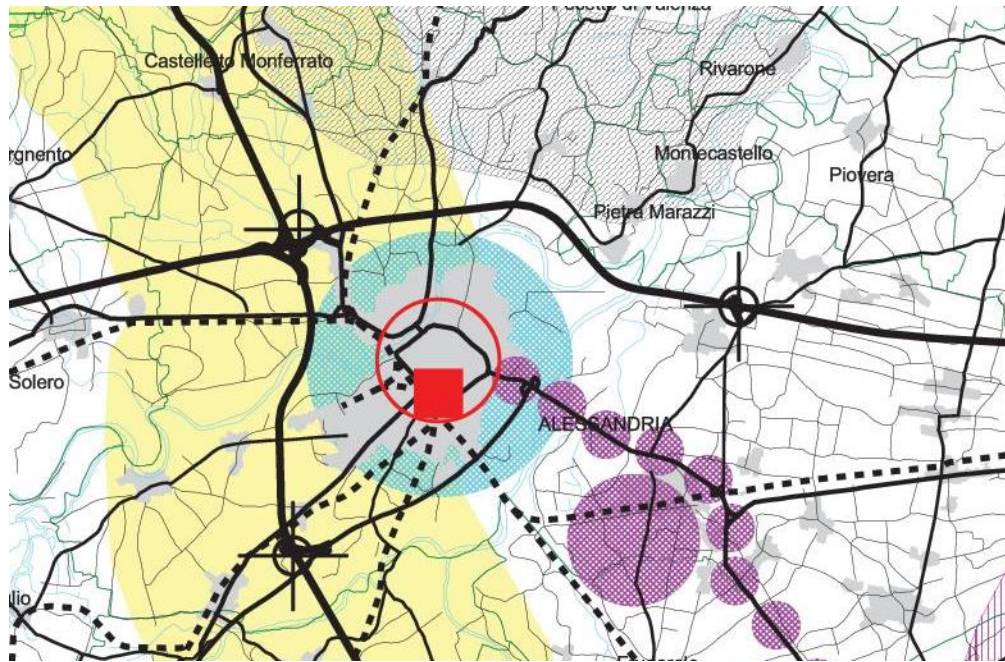 Castelletto Monferrato
Rivarone
Montecastello
Piovera
Pietra Marazzi
Solero
ALESSANDRIA